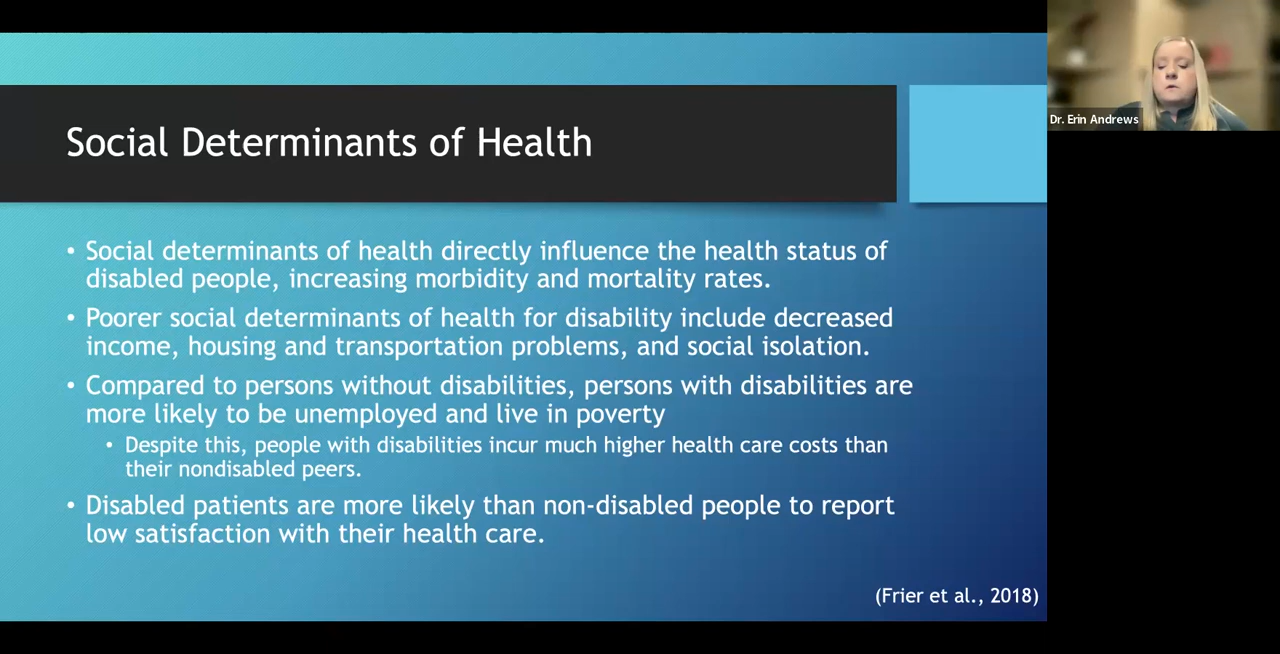 Social Determinants of Health
Dr. Erin Andrews
• Social determinants of health directly influence the health status of
disabled people, increasing morbidity and mortality rates.
• Poorer social determinants of health for disability include decreased
income, housing and transportation problems, and social isolation.
• Compared to persons without disabilities, persons with disabilities are
more likely to be unemployed and live in poverty
• Despite this, people with disabilities incur much higher health care costs than
their nondisabled peers.
• Disabled patients are more likely than non-disabled people to report
low satisfaction with their health care.
(Frier et al., 2018)